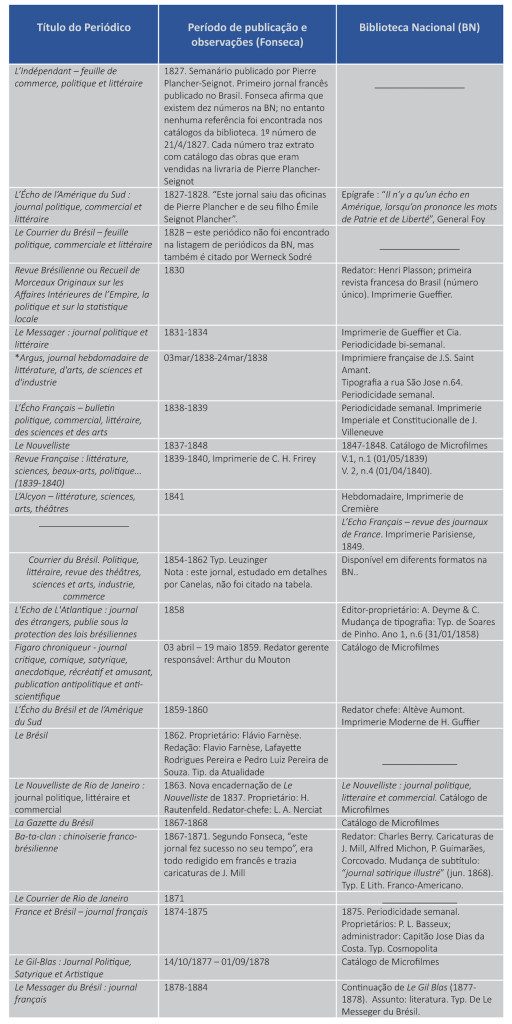 Título do Periódico
Período de publicação e
observações (Fonseca)
Biblioteca Nacional (BN)
L'Indépendant – feuille de
commerce, politique et littéraire
1827. Semanário publicado por Pierre
Plancher-Seignot. Primeiro jornal francês
publicado no Brasil. Fonseca afirma que
existem dez números na BN; no entanto
nenhuma referência foi encontrada nos
catálogos da biblioteca. 1º número de
21/4/1827. Cada número traz extrato
com catálogo das obras que eram
vendidas na livraria de Pierre Plancher-
Seignot
L'Écho de l'Amérique du Sud :
journal politique, commercial et
littéraire
1827-1828. "Este jornal saiu das oficinas
de Pierre Plancher e de seu filho Émile
Seignot Plancher".
Epígrafe : "Il n'y a qu'un écho en
Amérique, lorsqu'on prononce les mots
de Patrie et de Liberté", General Foy
Le Courrier du Brésil – feuille
politique, commerciale et littéraire
1828 – este periódico não foi encontrado
na listagem de periódicos da BN, mas
também é citado por Werneck Sodré
Revue Brésilienne ou Recueil de
Morceaux Originaux sur les
Affaires Intérieures de l'Empire, la
politique et sur la statistique
locale
1830
Redator: Henri Plasson; primeira
revista francesa do Brasil (número
único). Imprimerie Gueffier.
Le Messager : journal politique et
littéraire
1831-1834
Imprimerie de Gueffier et Cia.
Periodicidade bi-semanal.
*Argus, journal hebdomadaire de
littérature, d'arts, de sciences et
d'industrie
03mar/1838-24mar/1838
Imprimiere française de J.S. Saint
Amant.
Tipografia a rua São Jose n.64.
Periodicidade semanal.
L'Écho Français – bulletin
politique, commercial, littéraire,
des sciences et des arts
1838-1839
Periodicidade semanal. Imprimerie
Imperiale et Constitucionalle de J.
Villeneuve
Le Nouvelliste
1837-1848
1847-1848. Catálogo de Microfilmes
Revue Française : littérature,
sciences, beaux-arts, politique...
(1839-1840)
1839-1840, Imprimerie de C. H. Frirey
V.1, n.1 (01/05/1839)
V. 2, n.4 (01/04/1840).
L'Alcyon – littérature, sciences,
arts, théâtres
1841
Hebdomadaire, Imprimerie de
Cremière
L'Echo Français – revue des journaux
de France. Imprimerie Parisiense,
1849.
Courrier du Brésil. Politique,
littéraire, revue des théâtres,
sciences et arts, industrie,
commerce
1854-1862 Typ. Leuzinger
Nota : este jornal, estudado em detalhes
por Canelas, não foi citado na tabela.
Disponível em diferents formatos na
BN..
L'Echo de L'Atlantique : journal
des étrangers, publie sous la
protection des lois brésiliennes
1858
Editor-proprietário: A. Deyme & C.
Mudança de tipografia: Typ. de Soares
de Pinho. Ano 1, n.6 (31/01/1858)
Figaro chroniqueur - journal
critique, comique, satyrique,
anecdotique, récréatif et amusant,
publication antipolitique et anti-
scientifique
03 abril – 19 maio 1859. Redator gerente
responsável: Arthur du Mouton
Catálogo de Microfilmes
L'Écho du Brésil et de l'Amérique
du Sud
1859-1860
Redator chefe: Altève Aumont.
Imprimerie Moderne de H. Guffier
Le Brésil
1862. Proprietário: Flávio Farnèse.
Redação: Flavio Farnèse, Lafayette
Rodrigues Pereira e Pedro Luiz Pereira de
Souza. Tip. da Atualidade
Le Nouvelliste de Rio de Janeiro :
journal politique, littéraire et
commercial
1863. Nova encadernação de Le
Nouvelliste de 1837. Proprietário: H.
Rautenfeld. Redator-chefe: L. A. Nerciat
Le Nouvelliste : journal politique,
litteraire et commercial. Catálogo de
Microfilmes
La Gazette du Brésil
1867-1868
Catálogo de Microfilmes
Ba-ta-clan : chinoiserie franco-
brésilienne
1867-1871. Segundo Fonseca, "este
jornal fez sucesso no seu tempo", era
todo redigido em francês e trazia
caricaturas de J. Mill
Redator: Charles Berry. Caricaturas de
J. Mill, Alfred Michon, P. Guimarães,
Corcovado. Mudança de subtítulo:
"journal satirique illustré" (jun. 1868).
Typ. E Lith. Franco-Americano.
Le Courrier de Rio de Janeiro
1871
France et Brésil – journal français
1874-1875
1875. Periodicidade semanal.
Proprietários: P. L. Basseux;
administrador: Capitão Jose Dias da
Costa. Typ. Cosmopolita
Le Gil-Blas : Journal Politique,
Satyrique et Artistique
14/10/1877 – 01/09/1878
Catálogo de Microfilmes
Le Messager du Brésil : journal
français
1878-1884
Continuação de Le Gil Blas (1877-
1878). Assunto: literatura. Typ. De Le
Messeger du Brésil.